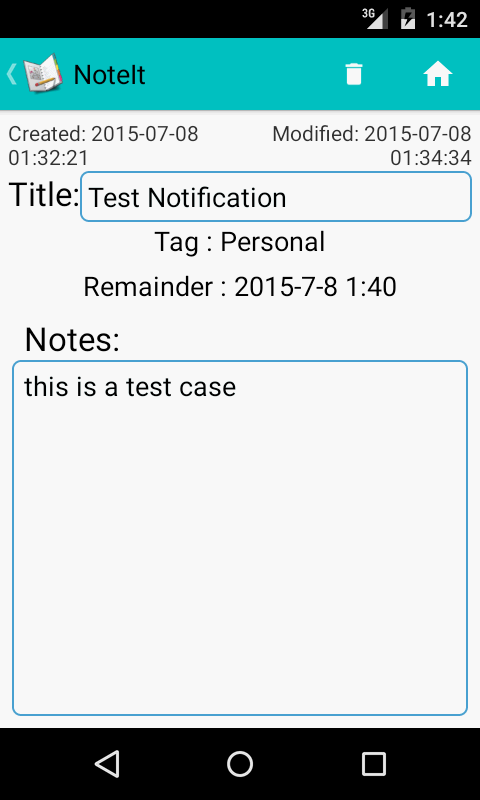 3G 1:42
NoteIt
Created: 2015-07-08 Modified: 2015-07-08
01:32:21 01:34:34
Title: Test Notification
Tag : Personal
Remainder : 2015-7-8 1:40
Notes:
this is a test case